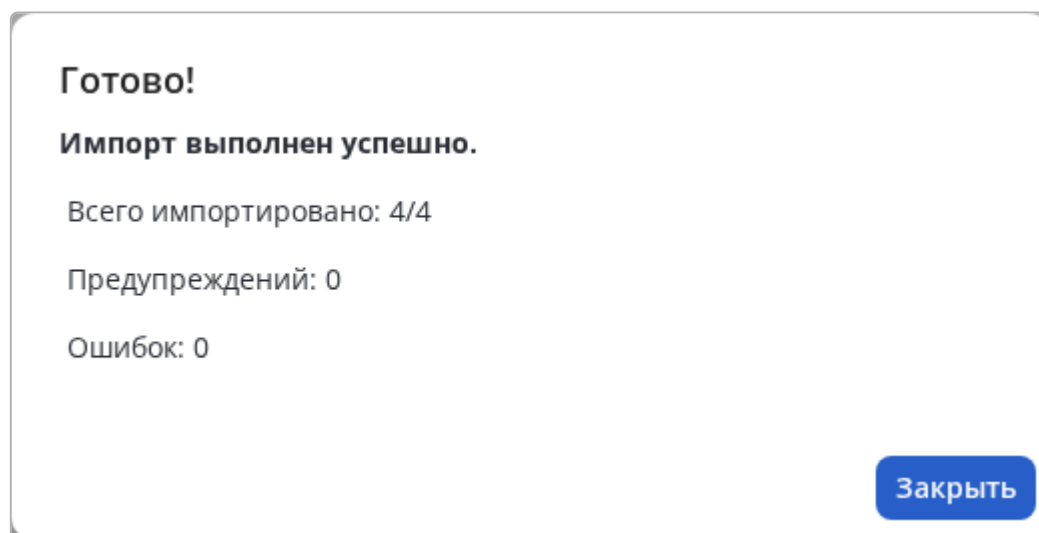 Готово!
Импорт выполнен успешно.
Всего импортировано: 4/4
Предупреждений: 0
Ошибок: 0
Закрыть